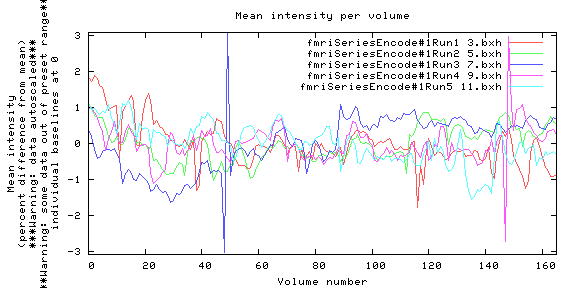 Mean intensity per volume
Mean intensity
(percent difference from mean)
***Warning: data autoscaled***
**Warning: some data out of preset range**
individual baselines at 0
3
2
1
0
-1
-2
-3
fmriSeriesEncode#1Run1 3.bxh
fmriSeriesEncode#1Run2 5.bxh
fmriSeriesEncode#1Run3 7.bxh
fmriSeriesEncode#1Run4 9.bxh
fmriSeriesEncode#1Run5 11.bxh
0 20 40 60 80 100 120 140 160
Volume number